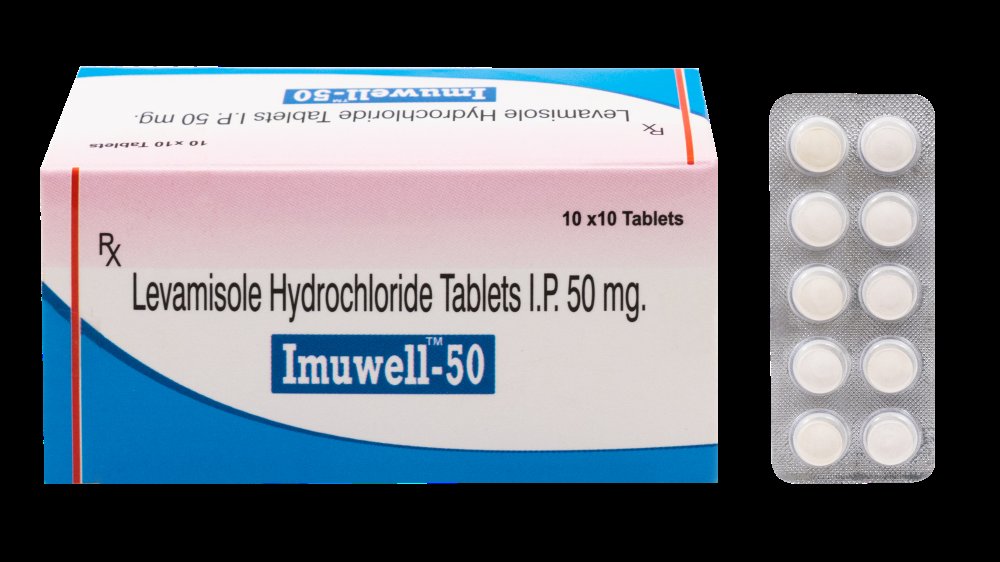 Imuwell-50
Levamisole Hydrochloride Tablets I.P. 50 mg.
Rx
10 x10 Tablets
10 x10 Tablets
Rx
Levamisole Hydrochloride Tablets I.P. 50 mg.
Imuwell™-50